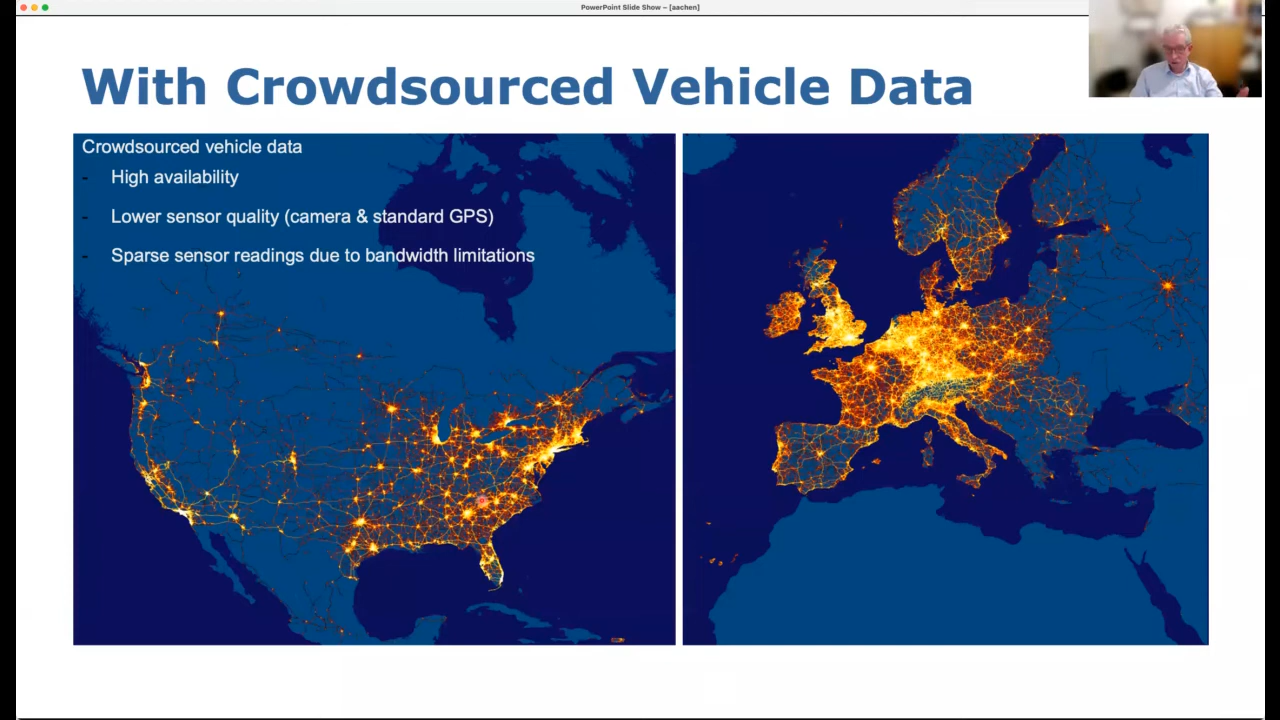 PowerPoint Slide Show – [aachen]
With Crowdsourced Vehicle Data
Crowdsourced vehicle data
- High availability
- Lower sensor quality (camera & standard GPS)
- Sparse sensor readings due to bandwidth limitations